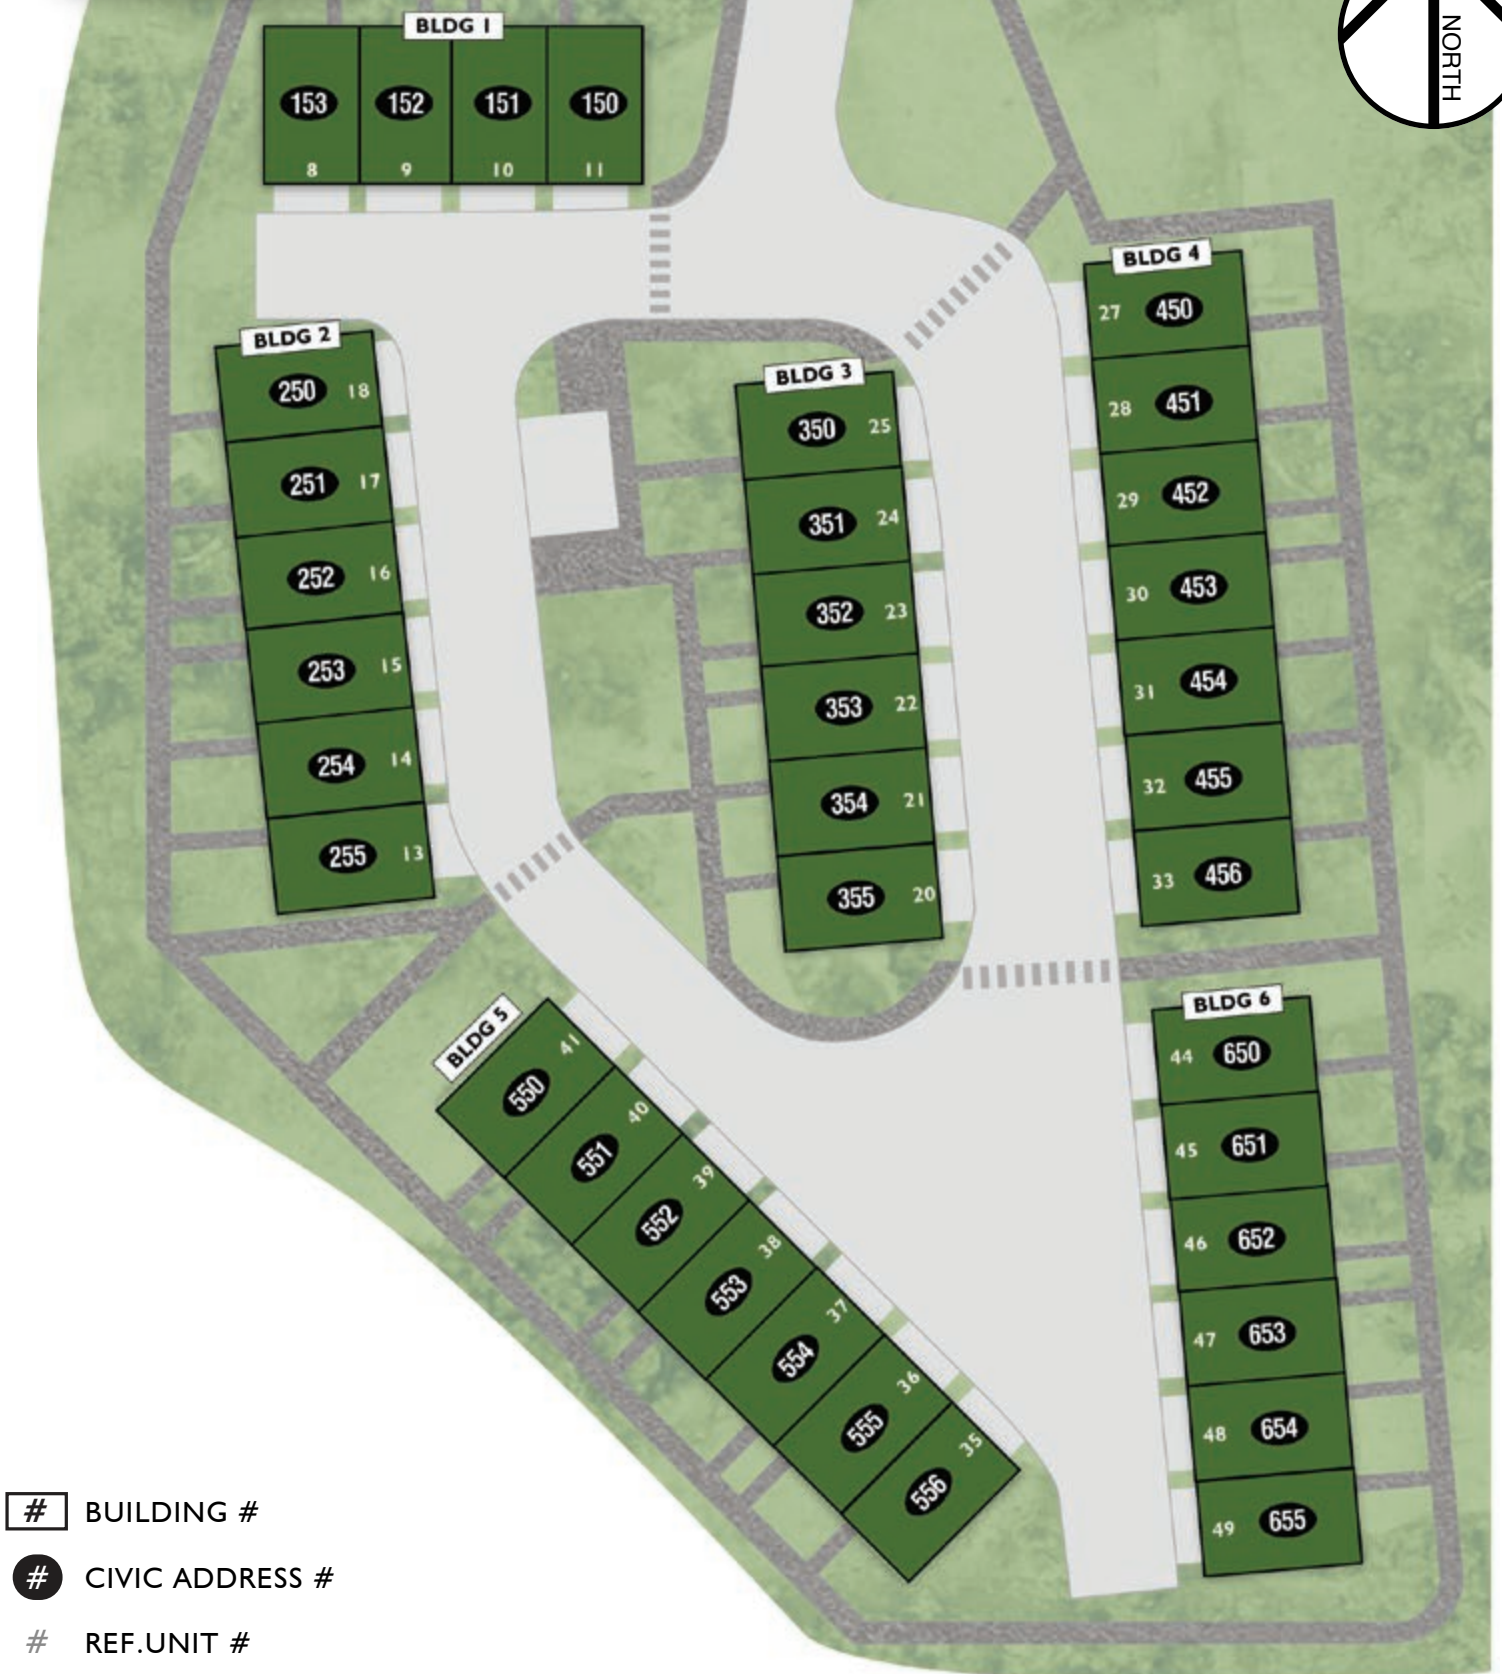 BLDG 1
153 152 151 150
8 9 10 11
NORTH
BLDG 2
250 18
251 17
252 16
253 15
254 14
255 13
BLDG 3
350 25
351 24
352 23
353 22
354 21
355 20
BLDG 4
27 450
28 451
29 452
30 453
31 454
32 455
33 456
BLDG 5
550 41
551 40
552 39
553 38
554 37
555 36
556 35
BLDG 6
44 650
45 651
46 652
47 653
48 654
49 655
# BUILDING #
# CIVIC ADDRESS #
# REF.UNIT #